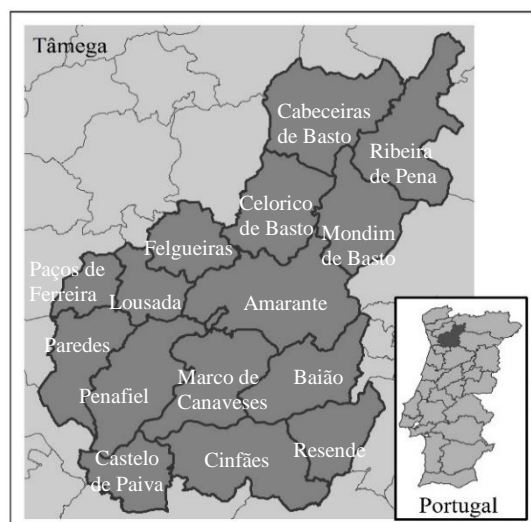 Tâmega
Cabeceiras
de Basto
Ribeira
de Pena
Celorico
de Basto
Mondim
de Basto
Felgueiras
Paços de
Ferreira
Lousada
Amarante
Paredes
Penafiel
Marco de
Canaveses
Baião
Castelo
de Paiva
Cinfães
Resende
Portugal